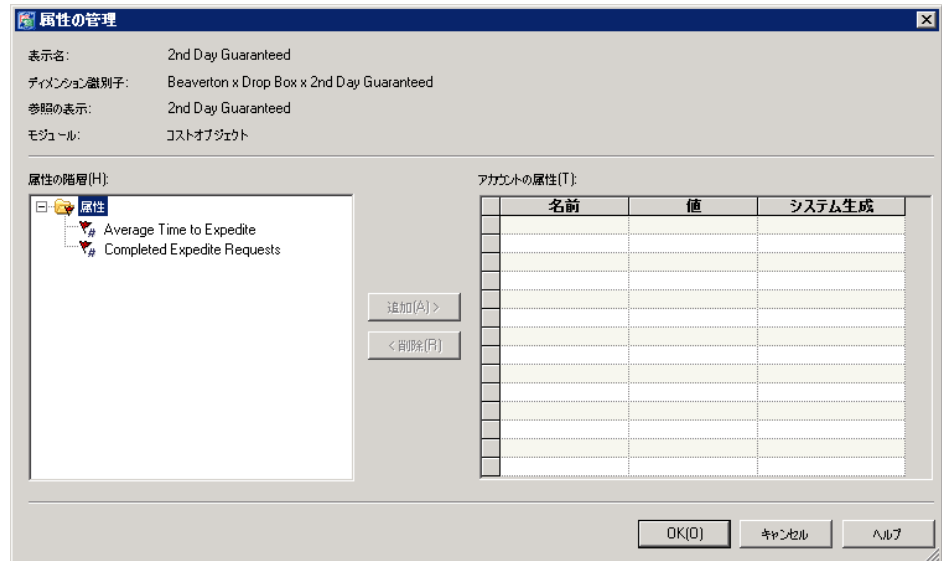 属性の管理
表示名: 2nd Day Guaranteed
ディメンション識別子: Beaverton x Drop Box x 2nd Day Guaranteed
参照の表示: 2nd Day Guaranteed
モジュール: コストオブジェクト
属性の階層(H):
属性
Average Time to Expedite
Completed Expedite Requests
追加(A) >
< 削除(R)
アカウントの属性(T):
名前 値 システム生成
OK(O) キャンセル ヘルプ